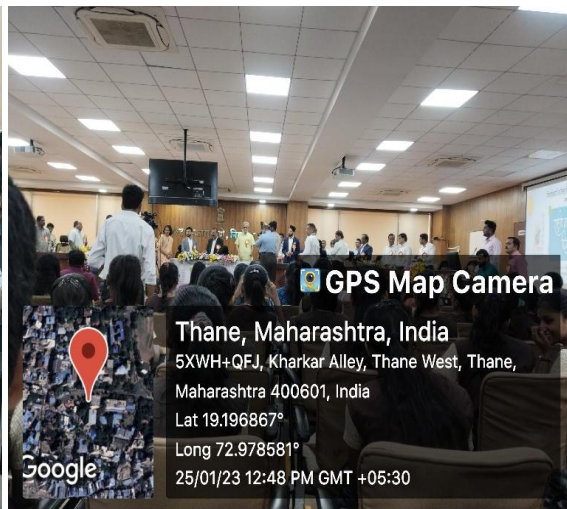 GPS Map Camera
Thane, Maharashtra, India
5XWH+QFJ, Kharkar Alley, Thane West, Thane,
Maharashtra 400601, India
Lat 19.196867°
Long 72.978581°
25/01/23 12:48 PM GMT +05:30
Google